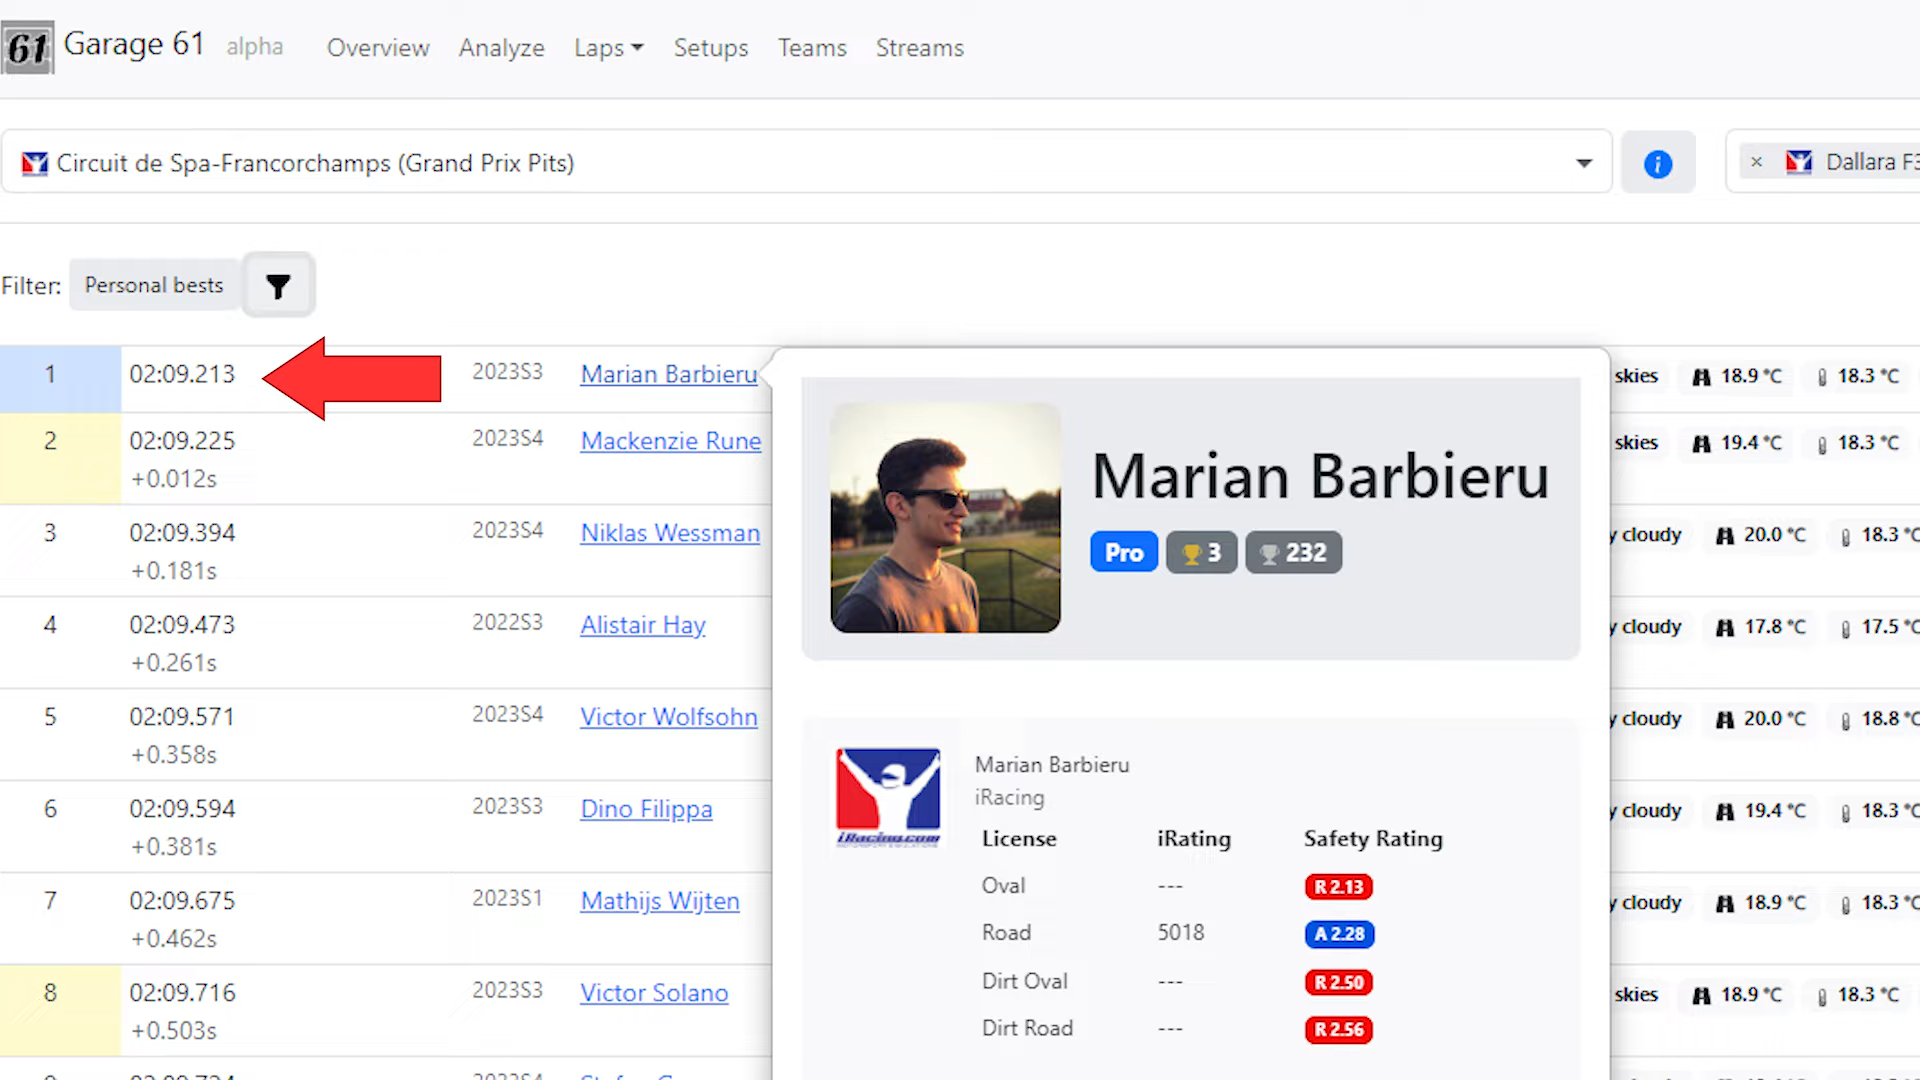 61 Garage 61 alpha Overview Analyze Laps Setups Teams Streams
Circuit de Spa-Francorchamps (Grand Prix Pits) i × Dallara F3
Filter: Personal bests
1 02:09.213 2023S3 Marian Barbieru skies 18.9 °C 18.3 °C
2 02:09.225 2023S4 Mackenzie Rune skies 19.4 °C 18.3 °C
+0.012s
3 02:09.394 2023S4 Niklas Wessman y cloudy 20.0 °C 18.3 °C
+0.181s
4 02:09.473 2022S3 Alistair Hay y cloudy 17.8 °C 17.5 °C
+0.261s
5 02:09.571 2023S4 Victor Wolfsohn y cloudy 20.0 °C 18.8 °C
+0.358s
6 02:09.594 2023S3 Dino Filippa y cloudy 19.4 °C 18.3 °C
+0.381s
7 02:09.675 2023S1 Mathijs Wijten y cloudy 18.9 °C 18.3 °C
+0.462s
8 02:09.716 2023S3 Victor Solano skies 18.9 °C 18.3 °C
+0.503s
Marian Barbieru
Pro 3 232
iRacing.com
Marian Barbieru
iRacing
License iRating Safety Rating
Oval --- R 2.13
Road 5018 A 2.28
Dirt Oval --- R 2.50
Dirt Road --- R 2.56